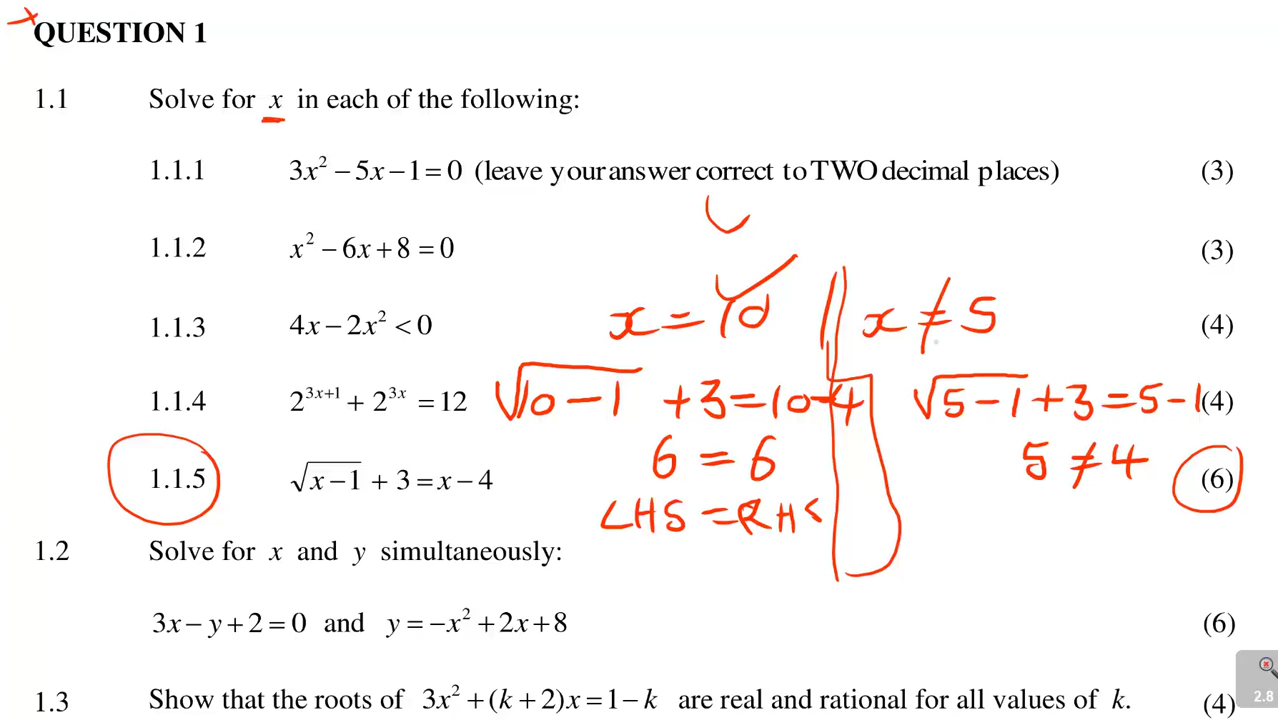 QUESTION 1
1.1 Solve for x in each of the following:
1.1.1 3x² − 5x − 1 = 0 (leave your answer correct to TWO decimal places) (3)
1.1.2 x² − 6x + 8 = 0 (3)
1.1.3 4x − 2x² < 0 (4)
x = 10 x ≠ 5
1.1.4 2^{3x+1} + 2^{3x} = 12 (4)
√(10 − 1) + 3 = 10 − 4 √(5 − 1) + 3 = 5 − 1
6 = 6 5 ≠ 4
1.1.5 √(x − 1) + 3 = x − 4 (6)
LHS = RHS
1.2 Solve for x and y simultaneously:
3x − y + 2 = 0 and y = −x² + 2x + 8 (6)
1.3 Show that the roots of 3x² + (k + 2)x = 1 − k are real and rational for all values of k. (4)
2.8